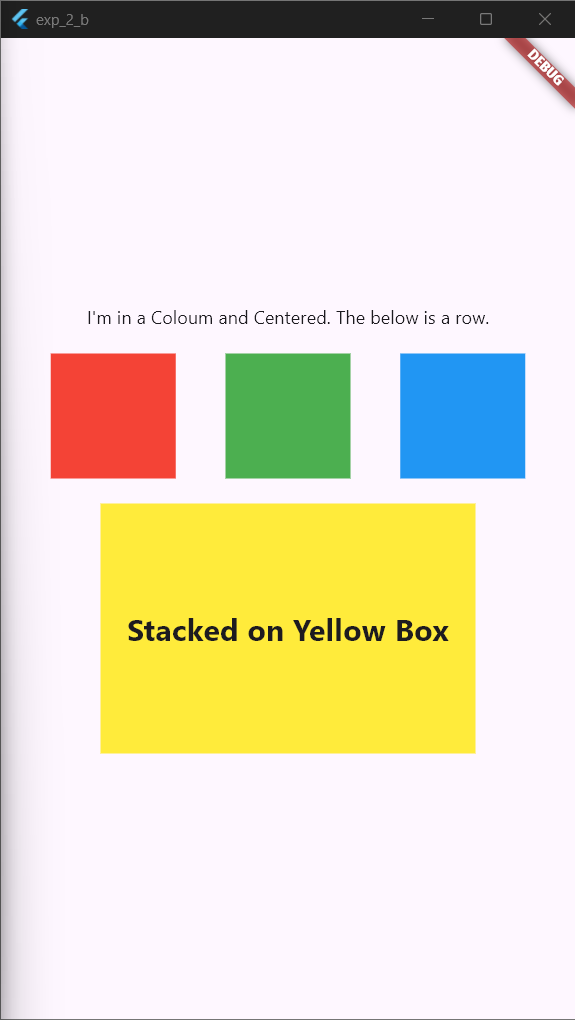 exp_2_b
DEBUG
I'm in a Coloum and Centered. The below is a row.
Stacked on Yellow Box